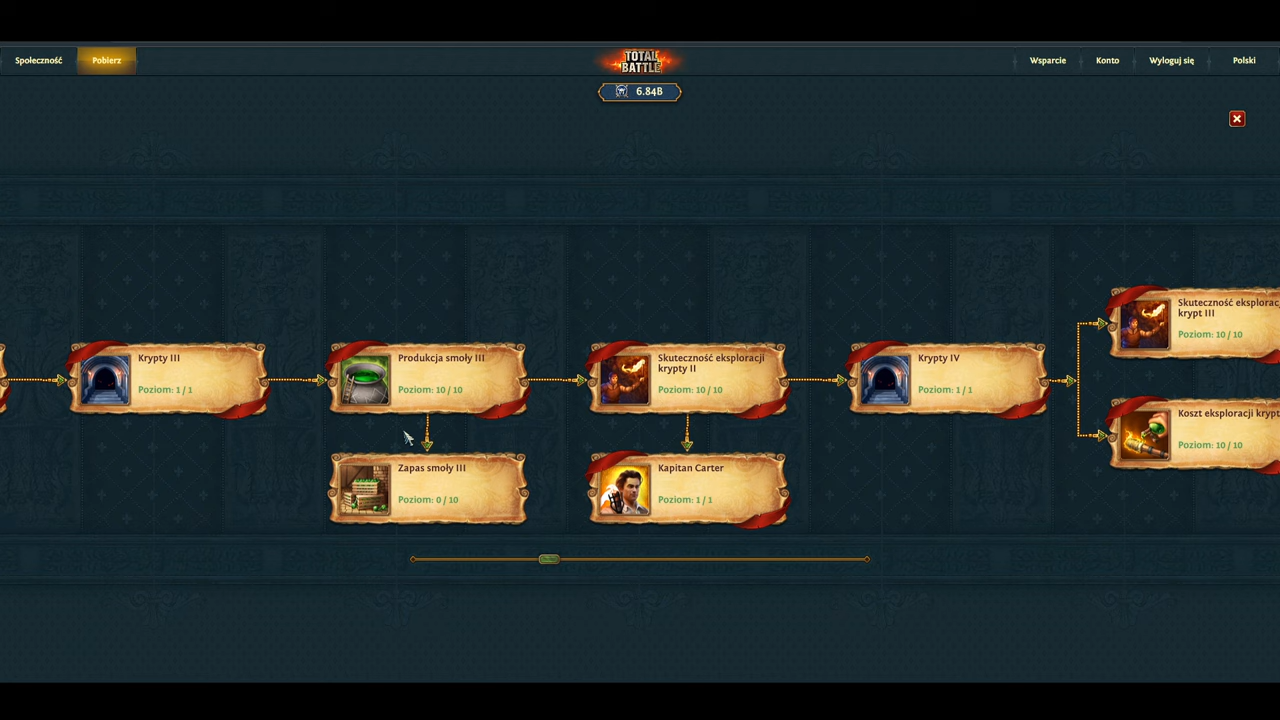 Społeczność
Pobierz
TOTAL
BATTLE
Wsparcie
Konto
Wyloguj się
Polski
6.84B
Krypty III
Poziom: 1 / 1
Produkcja smoły III
Poziom: 10 / 10
Skuteczność eksploracji
krypty II
Poziom: 10 / 10
Krypty IV
Poziom: 1 / 1
Skuteczność eksplorac
krypt III
Poziom: 10 / 10
Koszt eksploracji krypt
Poziom: 10 / 10
Zapas smoły III
Poziom: 0 / 10
Kapitan Carter
Poziom: 1 / 1